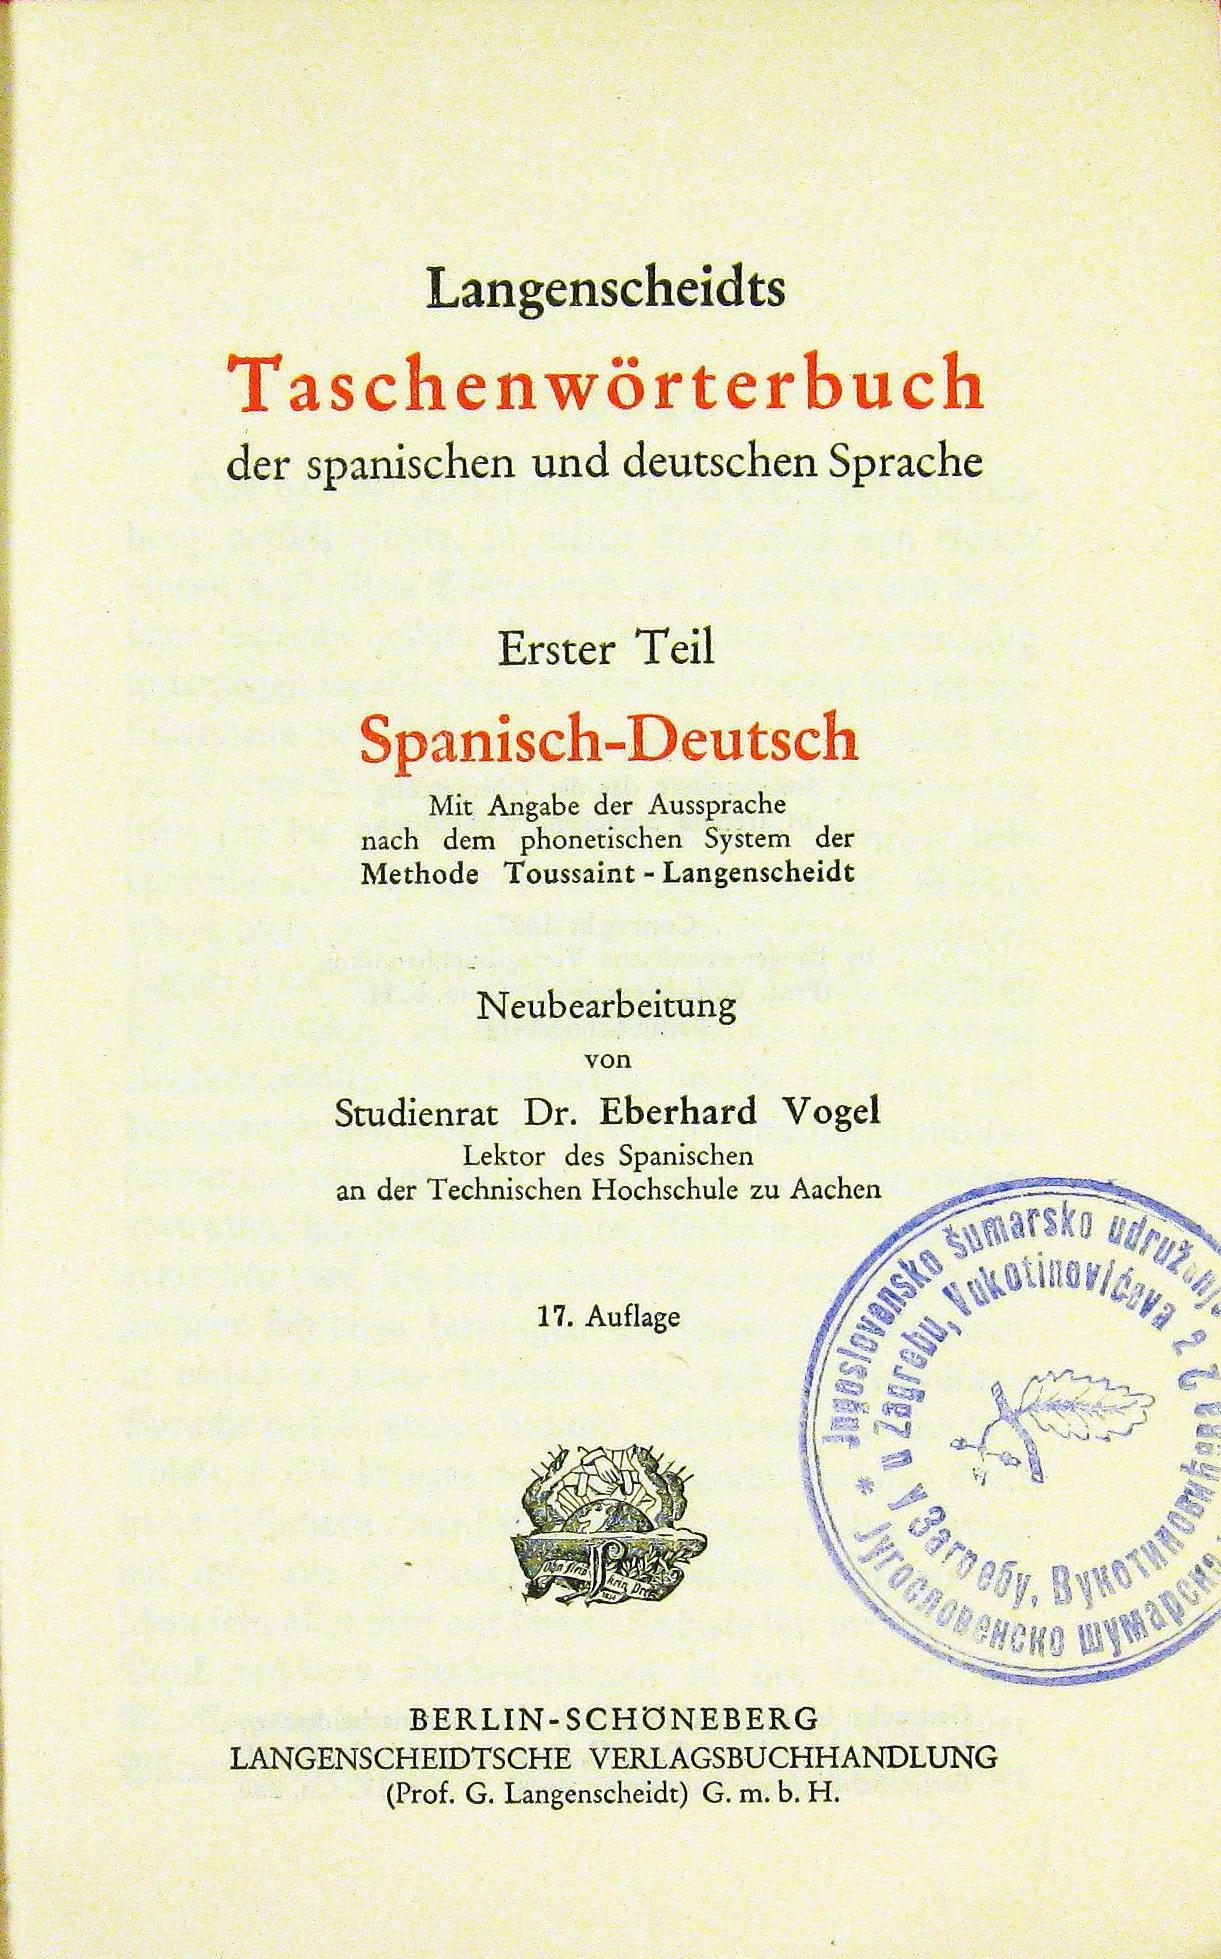 Langenscheidts
Taschenwörterbuch
der spanischen und deutschen Sprache
Erster Teil
Spanisch-Deutsch
Mit Angabe der Aussprache
nach dem phonetischen System der
Methode Toussaint - Langenscheidt
Neubearbeitung
von
Studienrat Dr. Eberhard Vogel
Lektor des Spanischen
an der Technischen Hochschule zu Aachen
17. Auflage
Jugoslovensko šumarsko udruženje
u Zagrebu, Vukotinovićeva 2
у Загребу, Вукотиновићева 2
* Југословенско шумарско
BERLIN-SCHÖNEBERG
LANGENSCHEIDTSCHE VERLAGSBUCHHANDLUNG
(Prof. G. Langenscheidt) G. m. b. H.